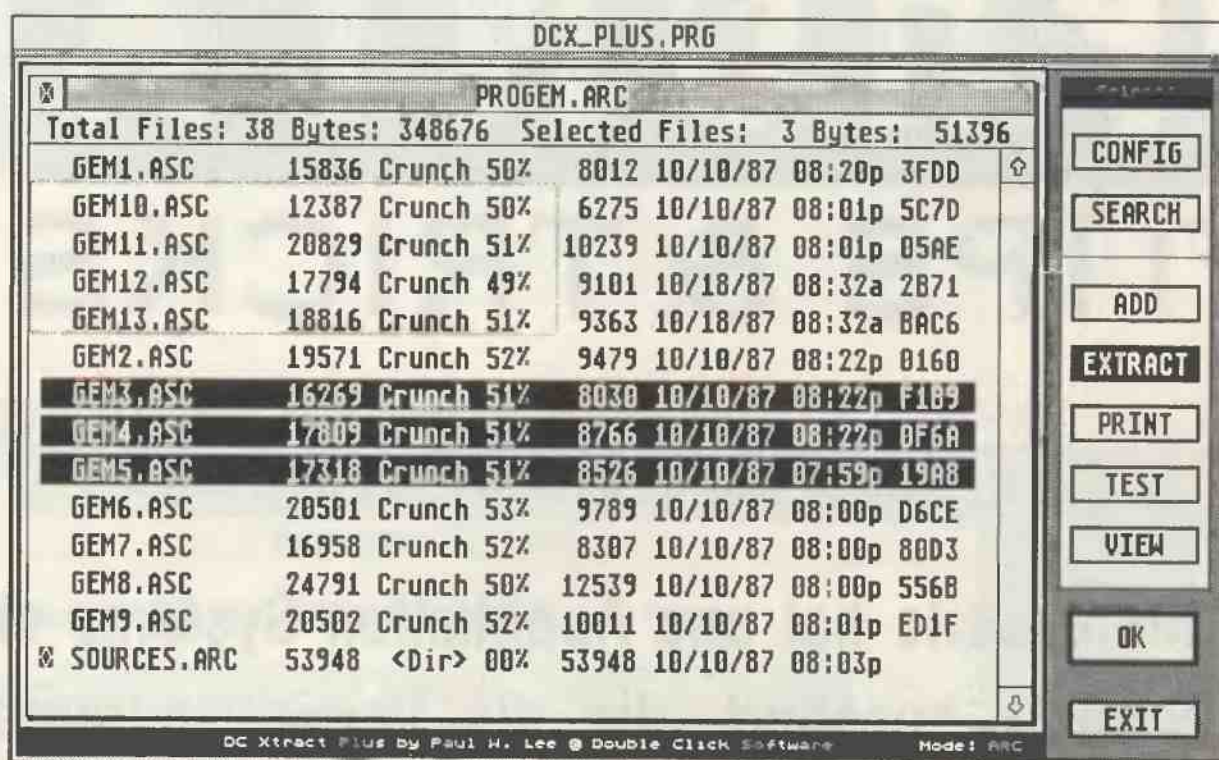 DCX_PLUS.PRG
PROGEM.ARC
Total Files: 38 Bytes: 348676 Selected Files: 3 Bytes: 51396
GEM1.ASC 15836 Crunch 50% 8012 10/10/87 08:20p 3FDD
GEM10.ASC 12387 Crunch 50% 6275 10/10/87 08:01p 5C7D
GEM11.ASC 20829 Crunch 51% 10239 10/10/87 08:01p 05AE
GEM12.ASC 17794 Crunch 49% 9101 10/18/87 08:32a 2B71
GEM13.ASC 18816 Crunch 51% 9363 10/18/87 08:32a BAC6
GEM2.ASC 19571 Crunch 52% 9479 10/10/87 08:22p 0160
GEM3.ASC 16269 Crunch 51% 8030 10/10/87 08:22p F1B9
GEM4.ASC 17809 Crunch 51% 8766 10/10/87 08:22p 0F6A
GEM5.ASC 17318 Crunch 51% 8526 10/10/87 07:59p 19A8
GEM6.ASC 20501 Crunch 53% 9789 10/10/87 08:00p D6CE
GEM7.ASC 16958 Crunch 52% 8307 10/10/87 08:00p 80D3
GEM8.ASC 24791 Crunch 50% 12539 10/10/87 08:00p 556B
GEM9.ASC 20502 Crunch 52% 10011 10/10/87 08:01p ED1F
SOURCES.ARC 53948 <Dir> 00% 53948 10/10/87 08:03p
DC Xtract Plus by Paul W. Lee @ Double Click Software Mode: ARC
CONFIG
SEARCH
ADD
EXTRACT
PRINT
TEST
VIEW
OK
EXIT